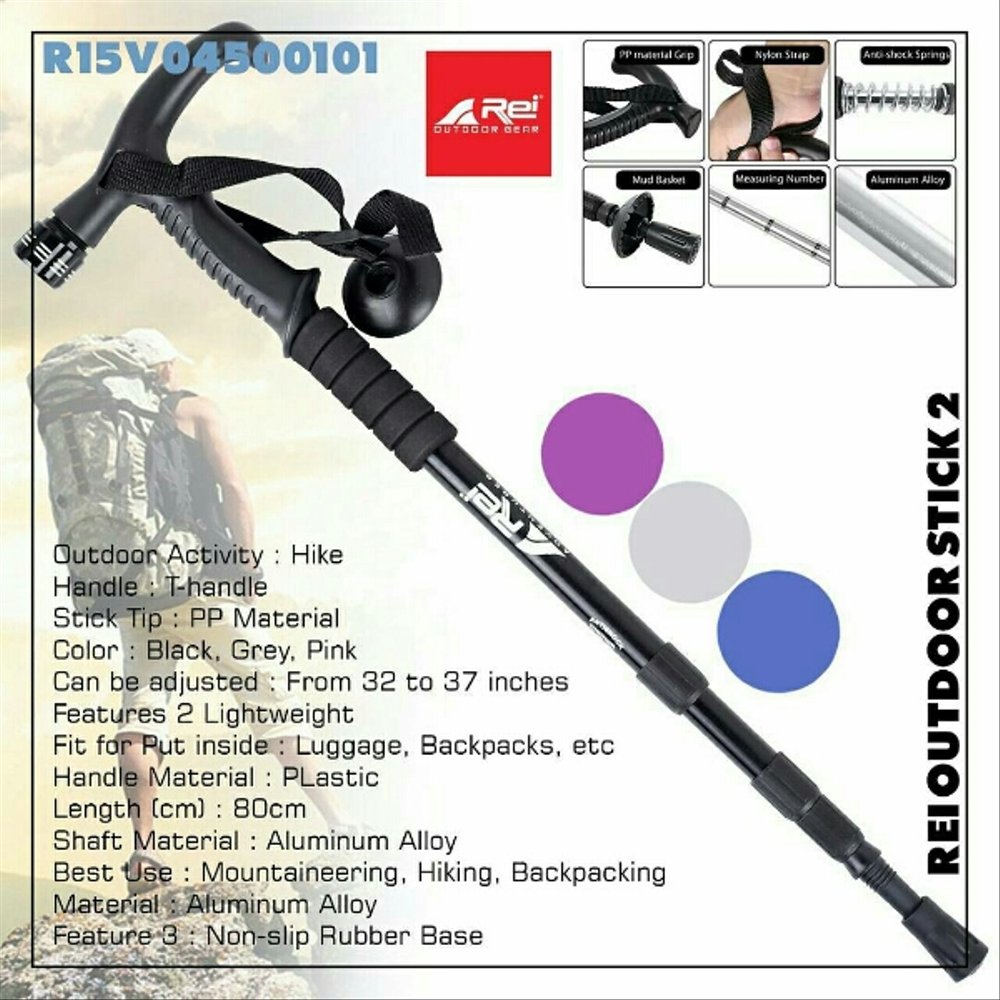 R15V04500101
Rei
OUTDOOR GEAR
PP material Grip
Nylon Strap
Anti-shock Springs
Mud Basket
Measuring Number
Aluminum Alloy
Rei
REI OUTDOOR STICK 2
Outdoor Activity : Hike
Handle : T-handle
Stick Tip : PP Material
Color : Black, Grey, Pink
Can be adjusted : From 32 to 37 inches
Features 2 Lightweight
Fit for Put inside : Luggage, Backpacks, etc
Handle Material : PLastic
Length (cm) : 80cm
Shaft Material : Aluminum Alloy
Best Use : Mountaineering, Hiking, Backpacking
Material : Aluminum Alloy
Feature 3 : Non-slip Rubber Base